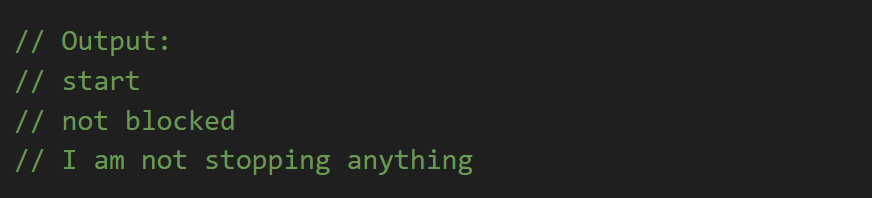 // Output:
// start
// not blocked
// I am not stopping anything